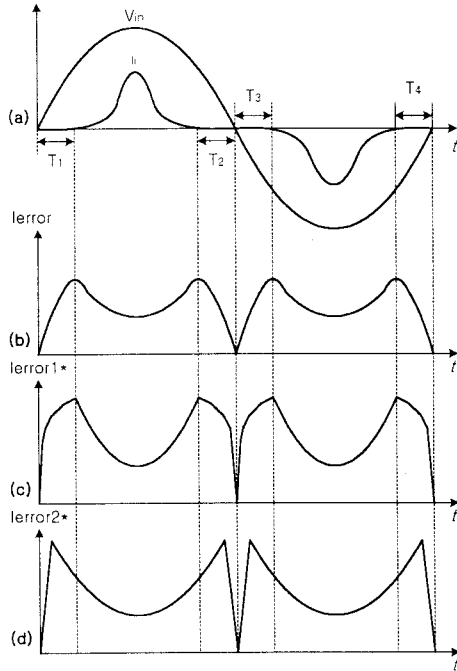 Vin
Ii
(a)
T1
T2
T3
T4
t
Ierror
(b)
t
Ierror1*
(c)
t
Ierror2*
(d)
t